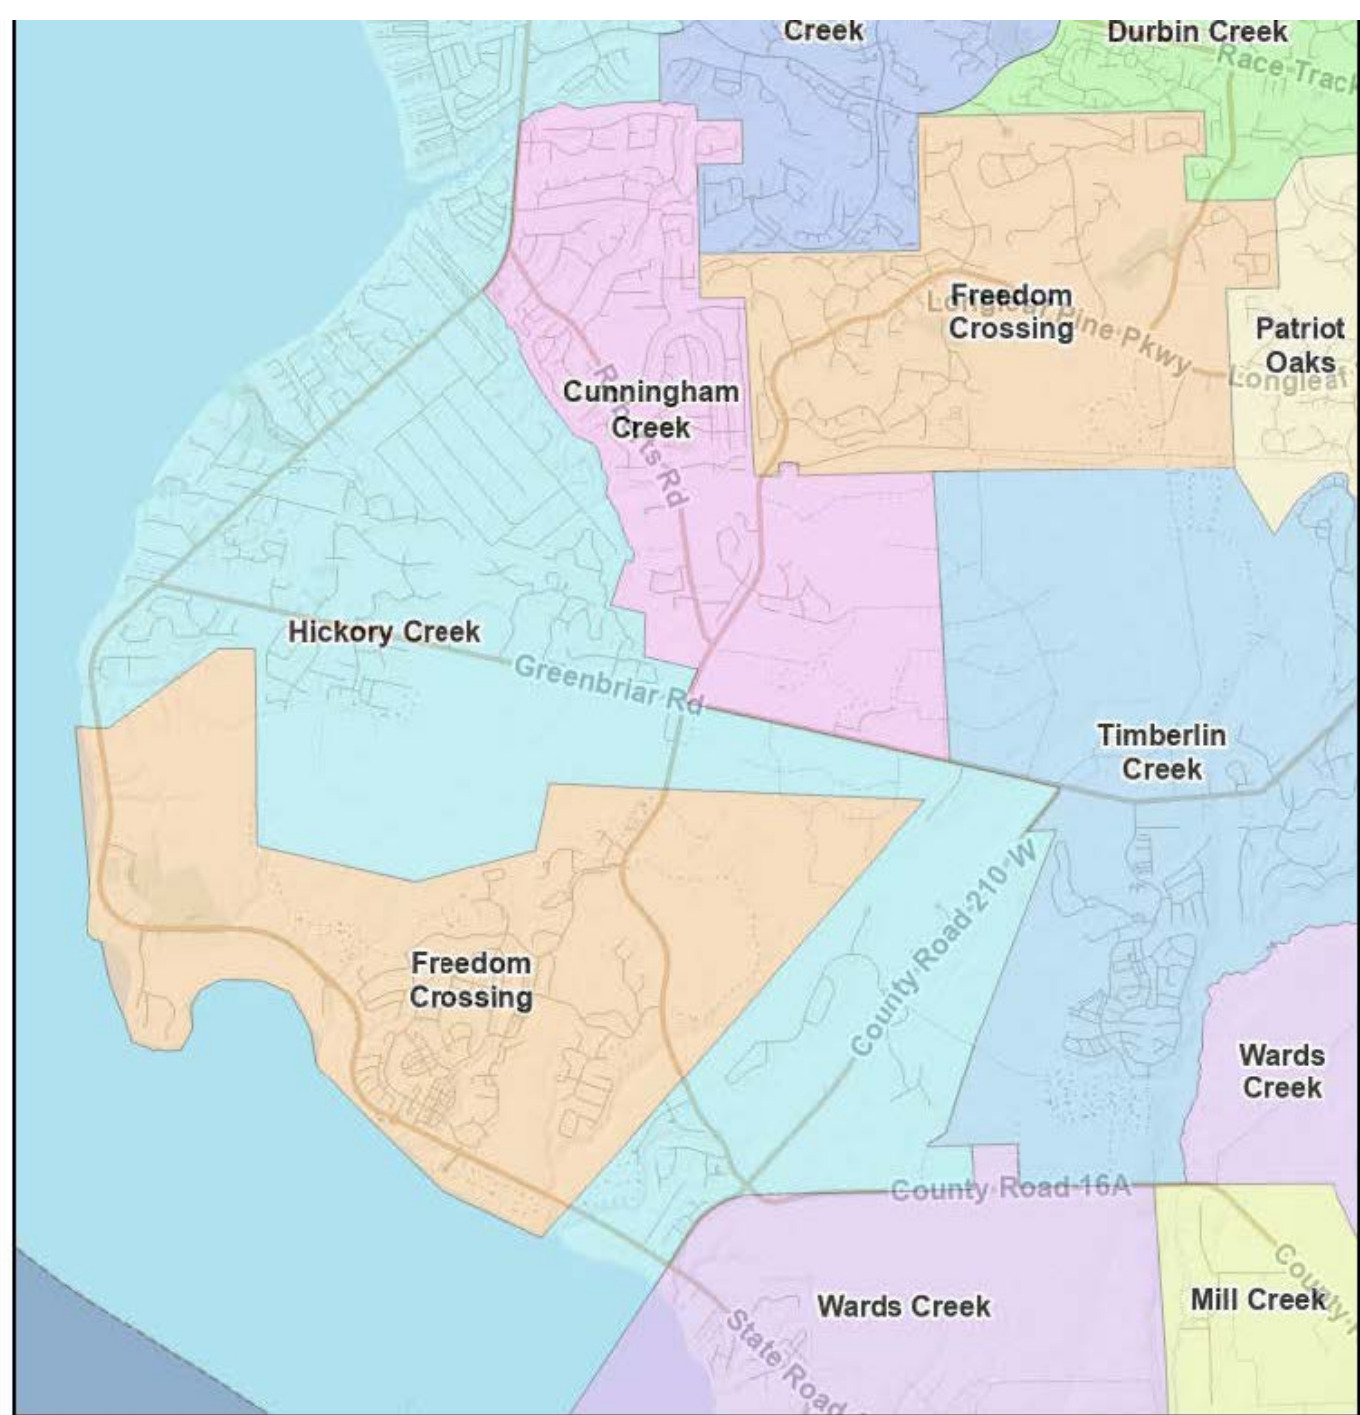 Creek
Durbin Creek
Race Track
Freedom
Crossing
Longleaf Pine Pkwy
Patriot
Oaks
Longleaf
Cunningham
Creek
Roberts Rd
Hickory Creek
Greenbriar Rd
Timberlin
Creek
County Road 210 W
Freedom
Crossing
Wards
Creek
County Road 16A
Wards Creek
Mill Creek
County
State Road